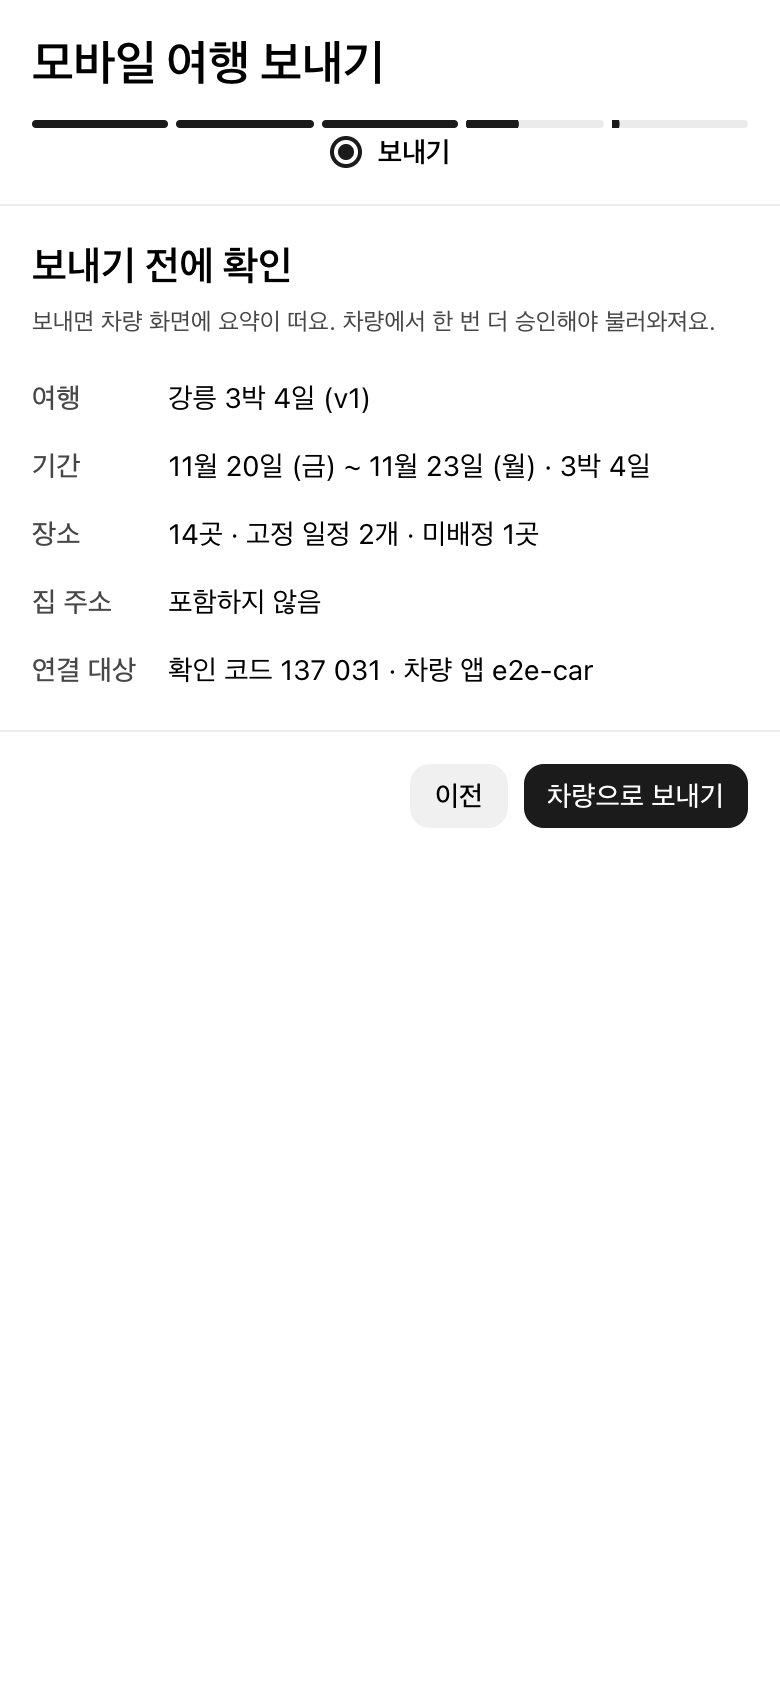 모바일 여행 보내기
보내기
보내기 전에 확인
보내면 차량 화면에 요약이 떠요. 차량에서 한 번 더 승인해야 불러와져요.
여행 강릉 3박 4일 (v1)
기간 11월 20일 (금) ~ 11월 23일 (월) · 3박 4일
장소 14곳 · 고정 일정 2개 · 미배정 1곳
집 주소 포함하지 않음
연결 대상 확인 코드 137 031 · 차량 앱 e2e-car
이전 차량으로 보내기